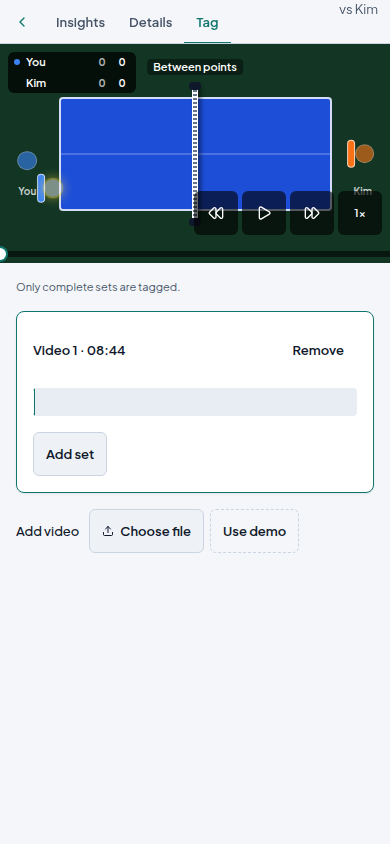 vs Kim
Insights Details Tag
You 0 0
Kim 0 0
Between points
You
Kim
1×
Only complete sets are tagged.
Video 1 · 08:44 Remove
Add set
Add video Choose file Use demo